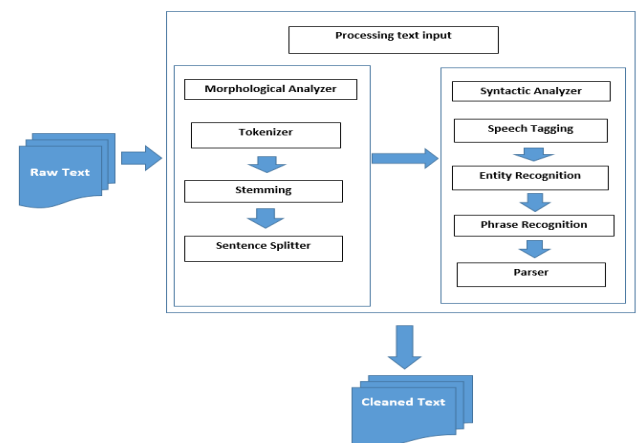 Processing text input
Morphological Analyzer
Tokenizer
Stemming
Sentence Splitter
Syntactic Analyzer
Speech Tagging
Entity Recognition
Phrase Recognition
Parser
Raw Text
Cleaned Text